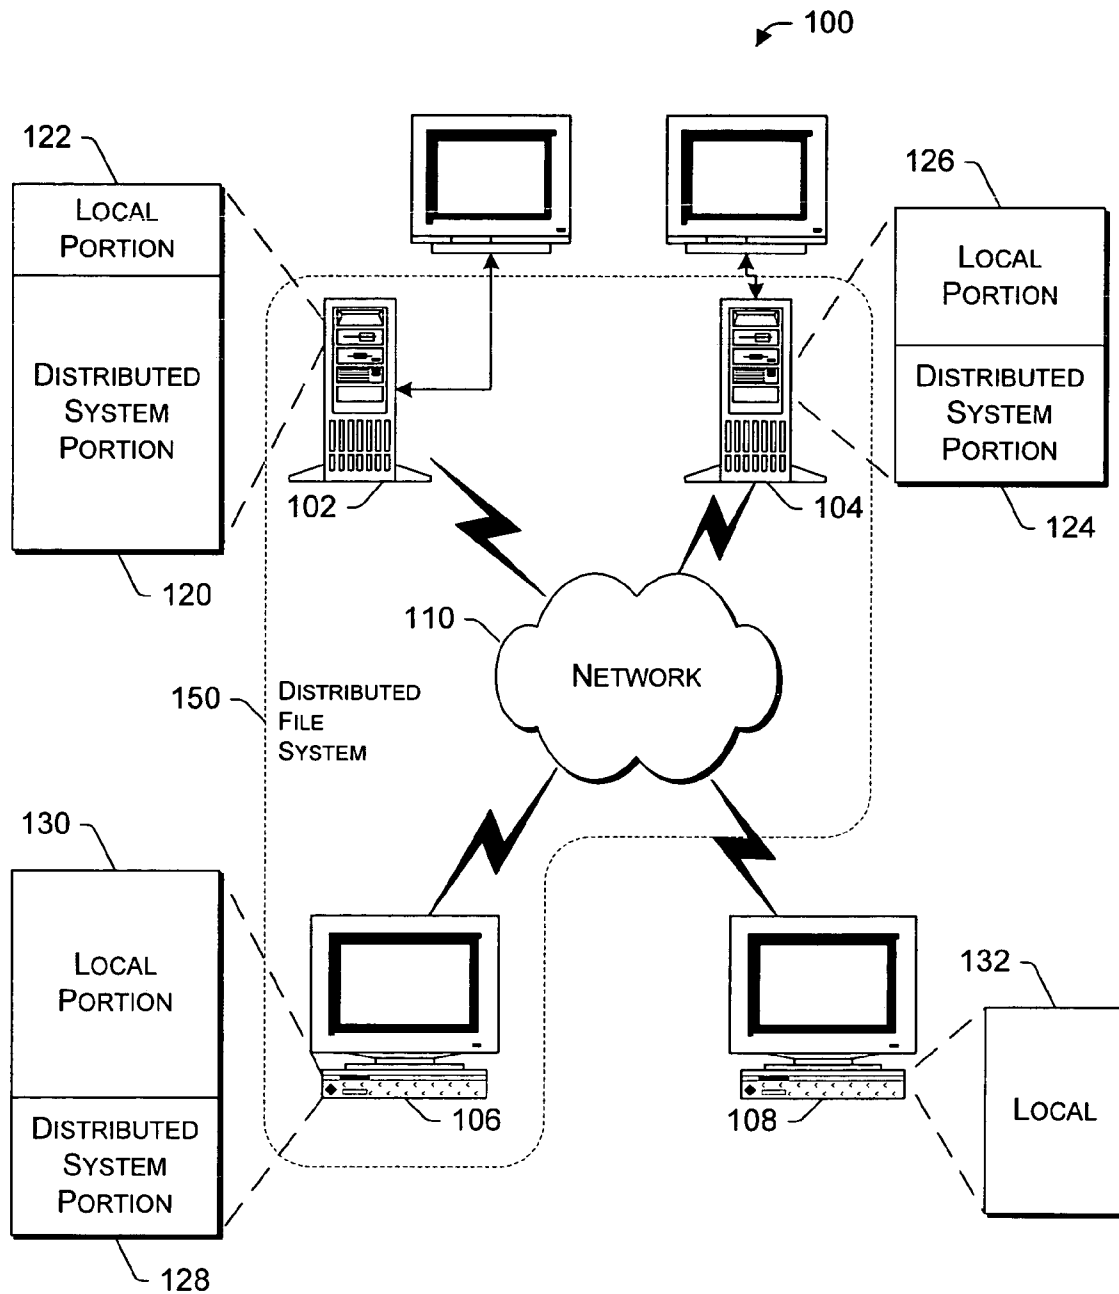 100
122
LOCAL
PORTION
DISTRIBUTED
SYSTEM
PORTION
120
126
LOCAL
PORTION
DISTRIBUTED
SYSTEM
PORTION
124
102
104
110
NETWORK
150
DISTRIBUTED
FILE
SYSTEM
130
LOCAL
PORTION
DISTRIBUTED
SYSTEM
PORTION
128
106
108
132
LOCAL